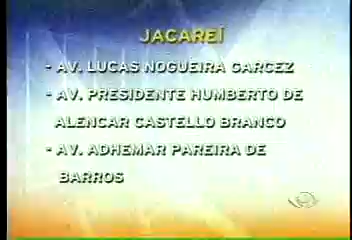 JACAREÍ
- AV. LUCAS NOGUEIRA GARCEZ
- AV. PRESIDENTE HUMBERTO DE
ALENCAR CASTELLO BRANCO
- AV. ADHEMAR PAREIRA DE
BARROS